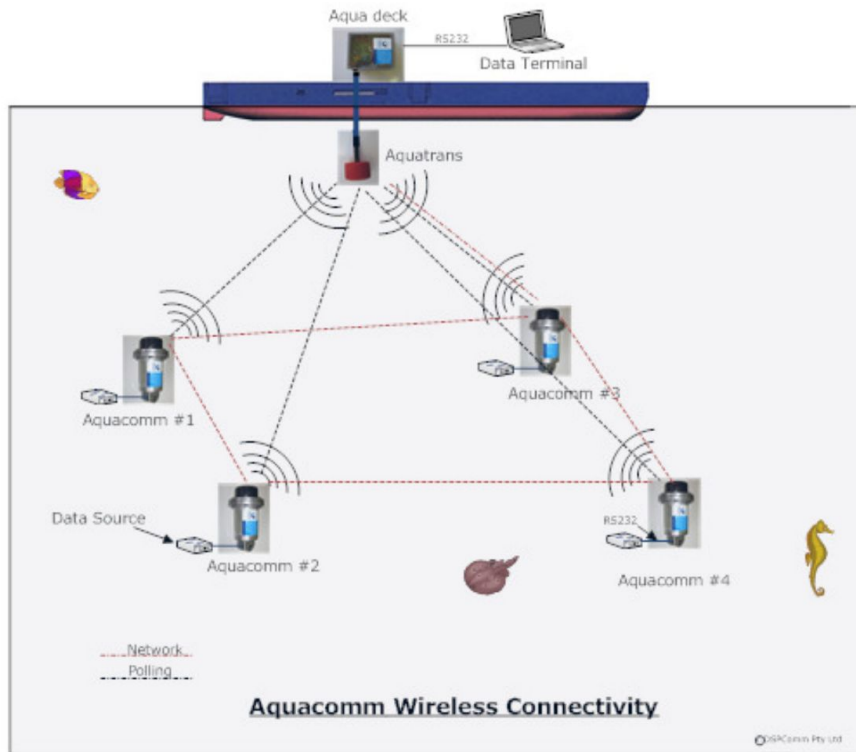 Aqua deck
RS232
Data Terminal
Aquatrans
Aquacomm #1
Aquacomm #3
Data Source
Aquacomm #2
RS232
Aquacomm #4
Network
Polling
Aquacomm Wireless Connectivity
©DSPComm Pty Ltd